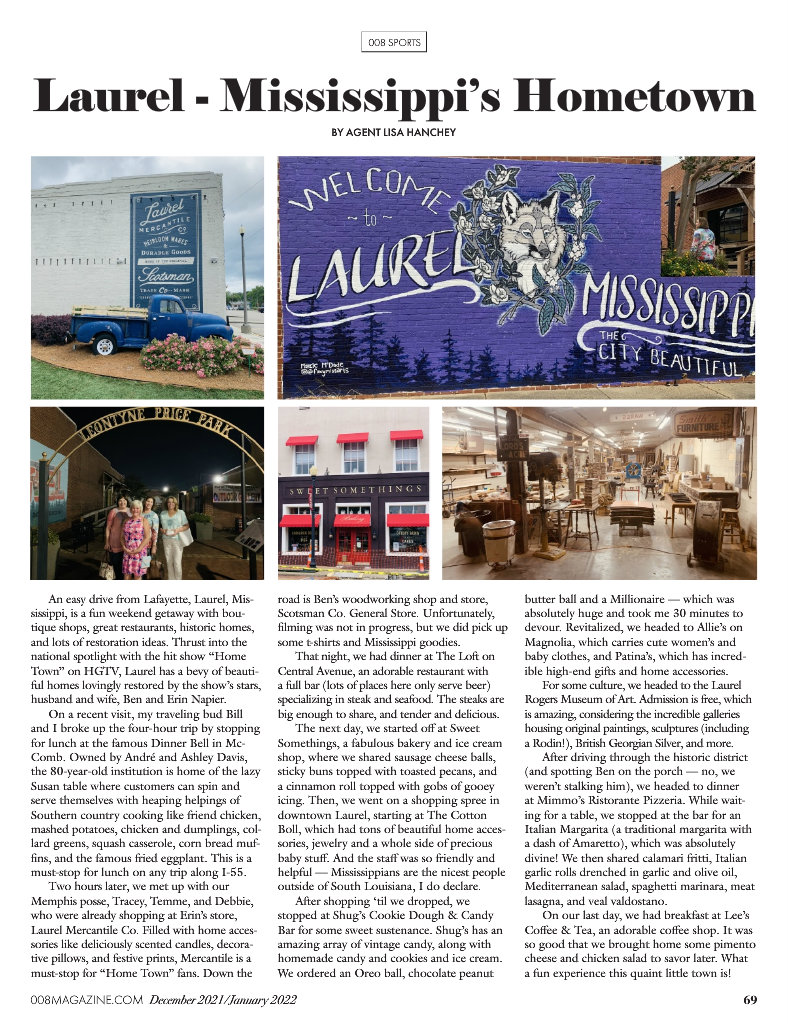 008 SPORTS
Laurel - Mississippi's Hometown
BY AGENT LISA HANCHEY
Laurel
MERCANTILE
Co
HEIRLOOM WARES
&
DURABLE GOODS
Scotsman
TRADE Co MARK
WELCOME
~ to ~
LAUREL
MISSISSIPPI
THE
CITY BEAUTIFUL
LEONTYNE PRICE PARK
SWEET SOMETHINGS
Smith's
FURNITURE
An easy drive from Lafayette, Laurel, Mis-
sissippi, is a fun weekend getaway with bou-
tique shops, great restaurants, historic homes,
and lots of restoration ideas. Thrust into the
national spotlight with the hit show “Home
Town” on HGTV, Laurel has a bevy of beauti-
ful homes lovingly restored by the show's stars,
husband and wife, Ben and Erin Napier.
On a recent visit, my traveling bud Bill
and I broke up the four-hour trip by stopping
for lunch at the famous Dinner Bell in Mc-
Comb. Owned by André and Ashley Davis,
the 80-year-old institution is home of the lazy
Susan table where customers can spin and
serve themselves with heaping helpings of
Southern country cooking like friend chicken,
mashed potatoes, chicken and dumplings, col-
lard greens, squash casserole, corn bread muf-
fins, and the famous fried eggplant. This is a
must-stop for lunch on any trip along I-55.
Two hours later, we met up with our
Memphis posse, Tracey, Temme, and Debbie,
who were already shopping at Erin's store,
Laurel Mercantile Co. Filled with home acces-
sories like deliciously scented candles, decora-
tive pillows, and festive prints, Mercantile is a
must-stop for “Home Town” fans. Down the
road is Ben's woodworking shop and store,
Scotsman Co. General Store. Unfortunately,
filming was not in progress, but we did pick up
some t-shirts and Mississippi goodies.
That night, we had dinner at The Loft on
Central Avenue, an adorable restaurant with
a full bar (lots of places here only serve beer)
specializing in steak and seafood. The steaks are
big enough to share, and tender and delicious.
The next day, we started off at Sweet
Somethings, a fabulous bakery and ice cream
shop, where we shared sausage cheese balls,
sticky buns topped with toasted pecans, and
a cinnamon roll topped with gobs of gooey
icing. Then, we went on a shopping spree in
downtown Laurel, starting at The Cotton
Boll, which had tons of beautiful home acces-
sories, jewelry and a whole side of precious
baby stuff. And the staff was so friendly and
helpful — Mississippians are the nicest people
outside of South Louisiana, I do declare.
After shopping ‘til we dropped, we
stopped at Shug's Cookie Dough & Candy
Bar for some sweet sustenance. Shug's has an
amazing array of vintage candy, along with
homemade candy and cookies and ice cream.
We ordered an Oreo ball, chocolate peanut
butter ball and a Millionaire — which was
absolutely huge and took me 30 minutes to
devour. Revitalized, we headed to Allie's on
Magnolia, which carries cute women's and
baby clothes, and Patina's, which has incred-
ible high-end gifts and home accessories.
For some culture, we headed to the Laurel
Rogers Museum of Art. Admission is free, which
is amazing, considering the incredible galleries
housing original paintings, sculptures (including
a Rodin!), British Georgian Silver, and more.
After driving through the historic district
(and spotting Ben on the porch — no, we
weren't stalking him), we headed to dinner
at Mimmo's Ristorante Pizzeria. While wait-
ing for a table, we stopped at the bar for an
Italian Margarita (a traditional margarita with
a dash of Amaretto), which was absolutely
divine! We then shared calamari fritti, Italian
garlic rolls drenched in garlic and olive oil,
Mediterranean salad, spaghetti marinara, meat
lasagna, and veal valdostano.
On our last day, we had breakfast at Lee's
Coffee & Tea, an adorable coffee shop. It was
so good that we brought home some pimento
cheese and chicken salad to savor later. What
a fun experience this quaint little town is!
008MAGAZINE.COM December 2021/January 2022
69